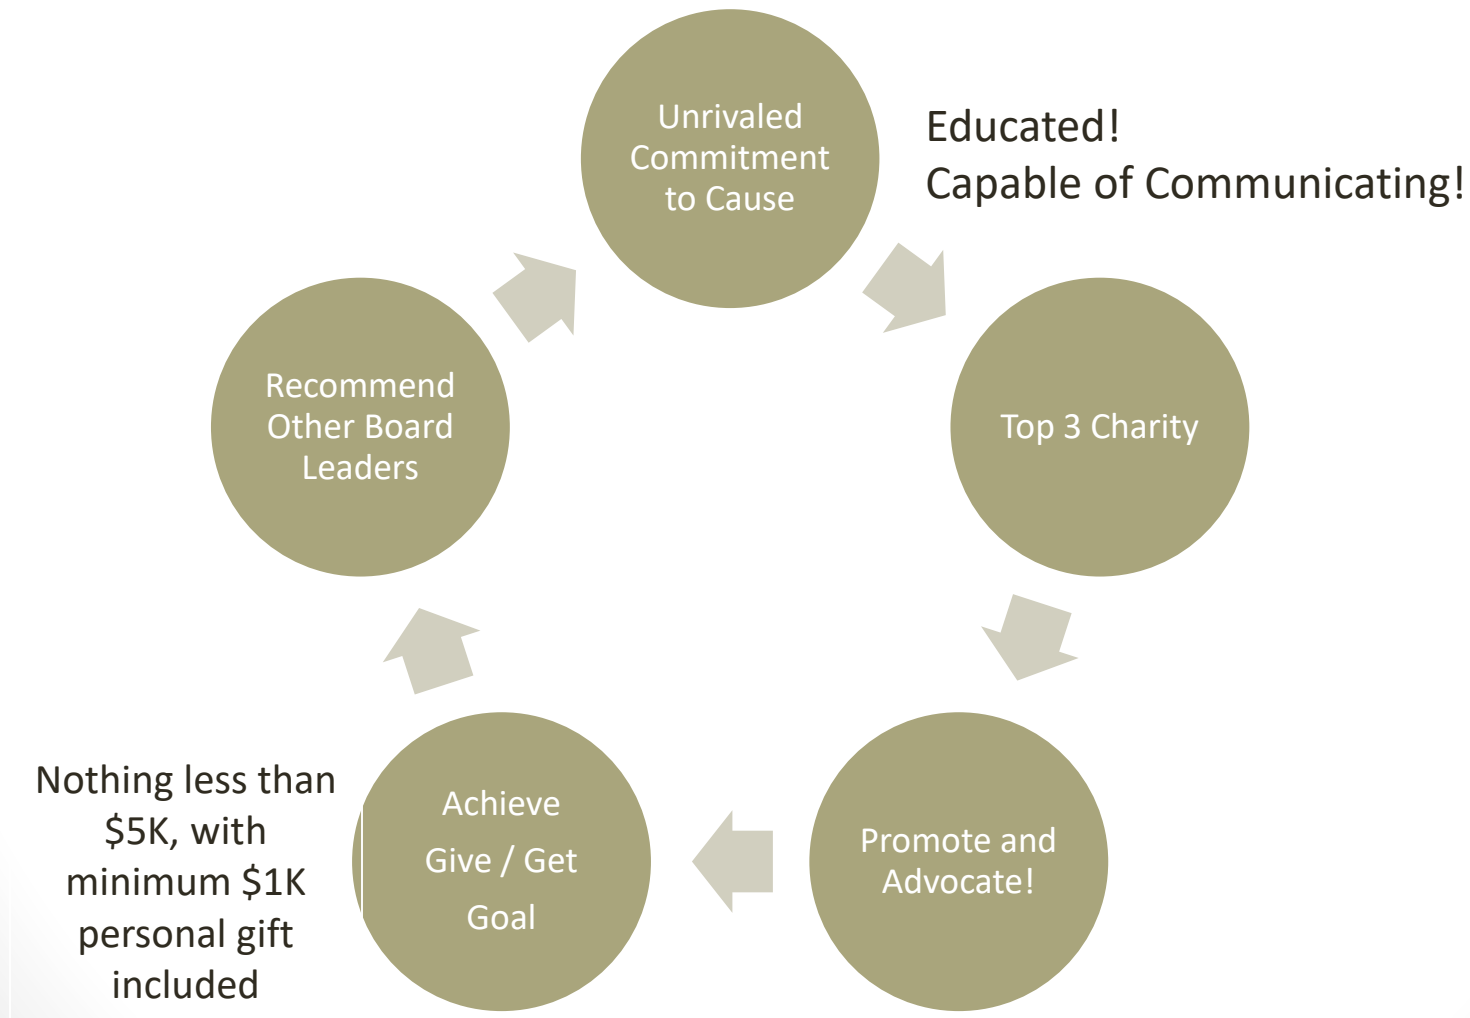 Unrivaled
Commitment
to Cause
Educated!
Capable of Communicating!
Top 3 Charity
Promote and
Advocate!
Achieve
Give / Get
Goal
Nothing less than
$5K, with
minimum $1K
personal gift
included
Recommend
Other Board
Leaders